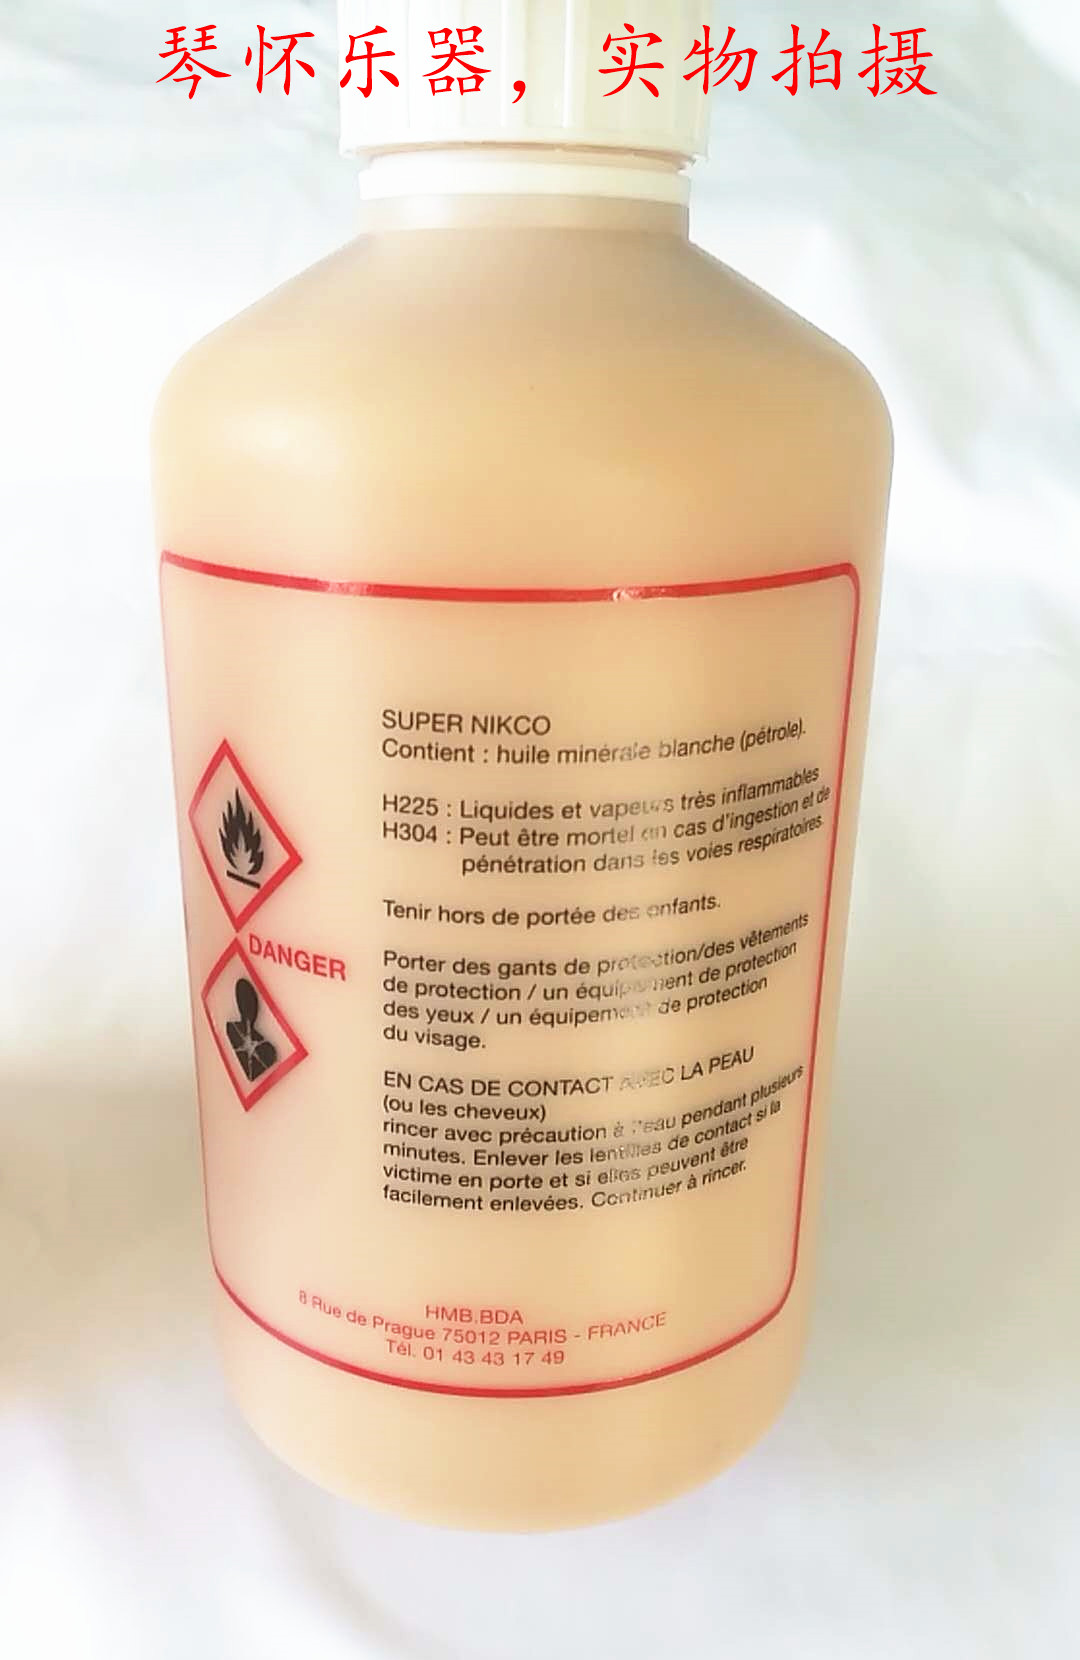 琴怀乐器，实物拍摄
SUPER NIKCO
Contient : huile minérale blanche (pétrole).
H225 : Liquides et vapeurs très inflammables
H304 : Peut être mortel en cas d'ingestion et de
pénétration dans les voies respiratoires.
Tenir hors de portée des enfants.
Porter des gants de protection/des vêtements
de protection / un équipement de protection
des yeux / un équipement de protection
du visage.
DANGER
EN CAS DE CONTACT AVEC LA PEAU
(ou les cheveux)
rincer avec précaution à l'eau pendant plusieurs
minutes. Enlever les lentilles de contact si la
victime en porte et si elles peuvent être
facilement enlevées. Continuer à rincer.
HMB.BDA
8 Rue de Prague 75012 PARIS - FRANCE
Tél. 01 43 43 17 49